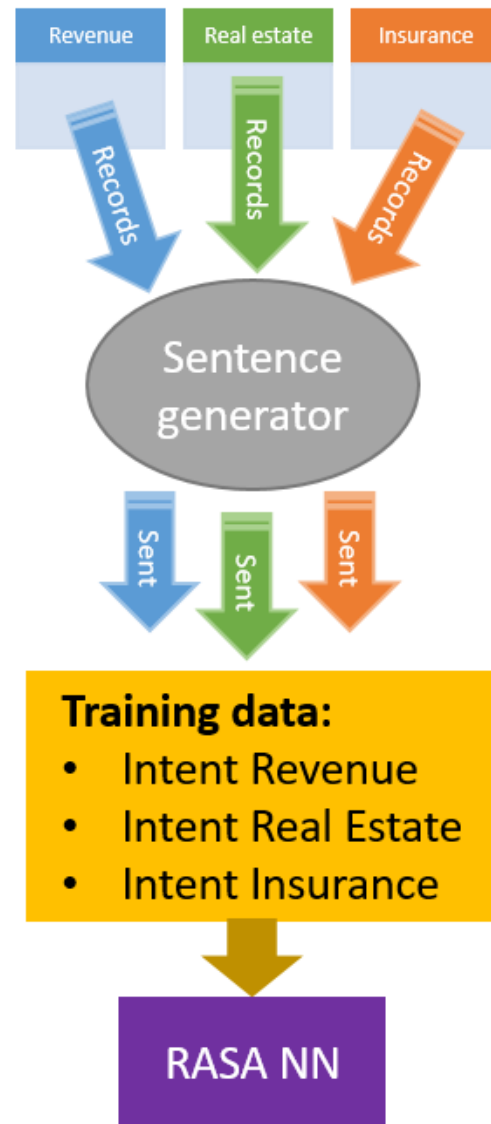 Revenue
Real estate
Insurance
Records
Records
Records
Sentence
generator
Sent
Sent
Sent
Training data:
• Intent Revenue
• Intent Real Estate
• Intent Insurance
RASA NN